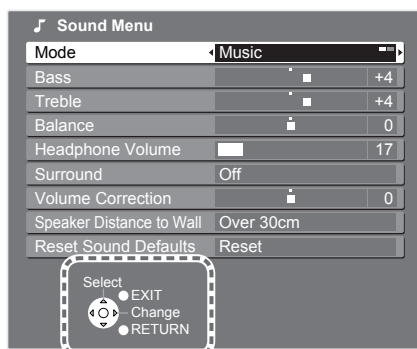 Sound Menu
Mode Music
Bass +4
Treble +4
Balance 0
Headphone Volume 17
Surround Off
Volume Correction 0
Speaker Distance to Wall Over 30cm
Reset Sound Defaults Reset
Select
EXIT
Change
RETURN